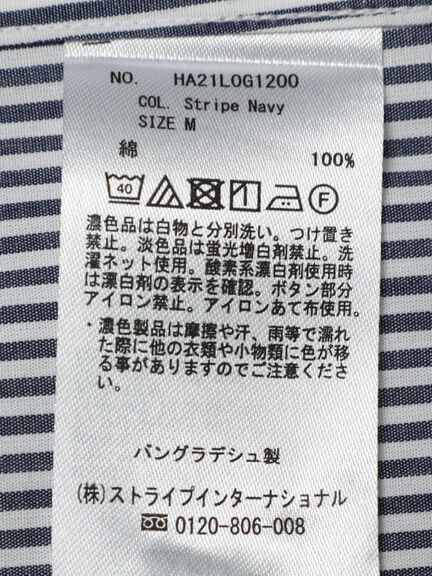 NO. HA21L0G1200
COL. Stripe Navy
SIZE M
綿 100%
40 F
濃色品は白物と分別洗い。つけ置き
禁止。淡色品は蛍光増白剤禁止。洗
濯ネット使用。酸素系漂白剤使用時
は漂白剤の表示を確認。ボタン部分
アイロン禁止。アイロンあて布使用。
・濃色製品は摩擦や汗、雨等で濡れ
た際に他の衣類や小物類に色が移
る事がありますのでご注意くださ
い。
バングラデシュ製
(株)ストライプインターナショナル
0120-806-008